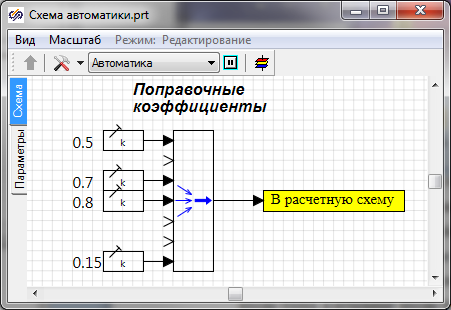 Схема автоматики.prt
Вид Масштаб Режим: Редактирование
Автоматика
Схема
Параметры
Поправочные
коэффициенты
0.5 k
0.7 k
0.8 k
В расчетную схему
0.15 k